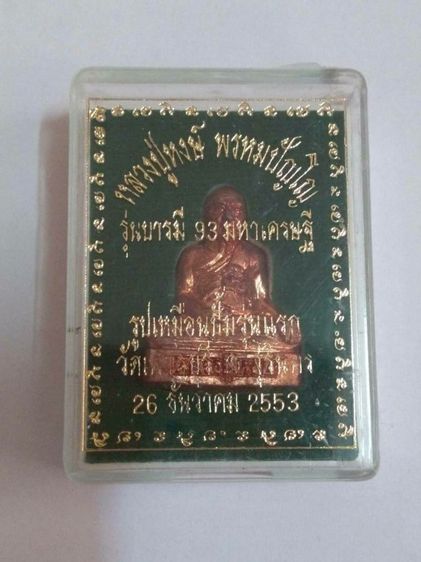 หลวงปู่หงษ์ พรหมปัญโญ
รุ่นบารมี 93 มหาเศรษฐี
รูปเหมือนปั้มรุ่นแรก
26 ธันวาคม 2553